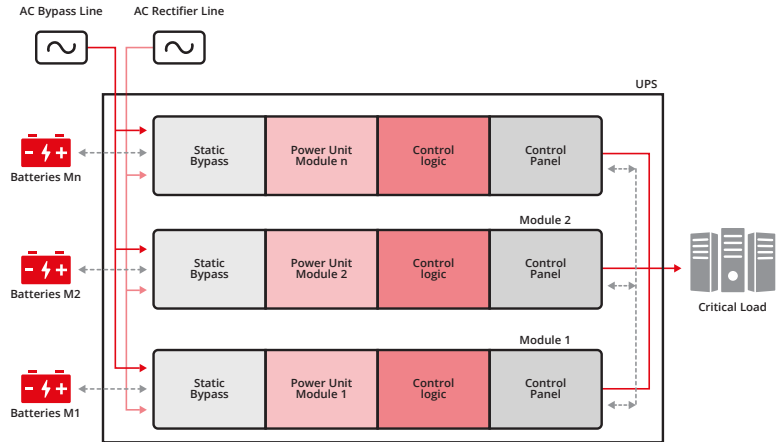 AC Bypass Line
AC Rectifier Line
UPS
Static
Bypass
Power Unit
Module n
Control
logic
Control
Panel
Batteries Mn
Module 2
Static
Bypass
Power Unit
Module 2
Control
logic
Control
Panel
Batteries M2
Critical Load
Module 1
Static
Bypass
Power Unit
Module 1
Control
logic
Control
Panel
Batteries M1